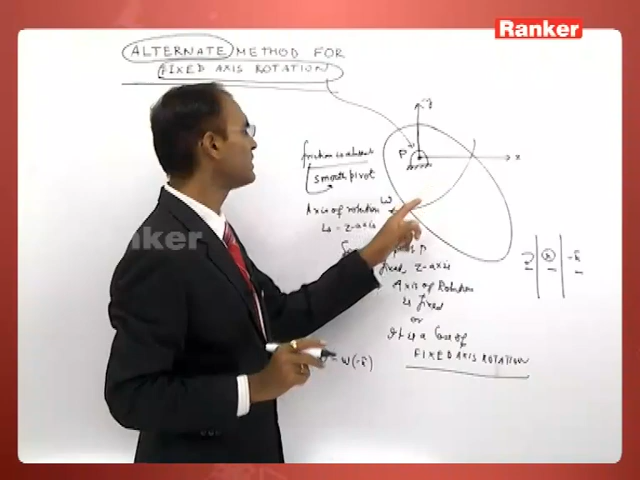 Ranker
ALTERNATE METHOD FOR
FIXED AXIS ROTATION
y
friction is absent
P
x
smooth pivot
Axis of rotation
ω
is - z-axis
nker
P
fixed z-axis
Axis of Rotation
is fixed
or
It is a Case of
FIXED AXIS ROTATION
= ω(-k̂)